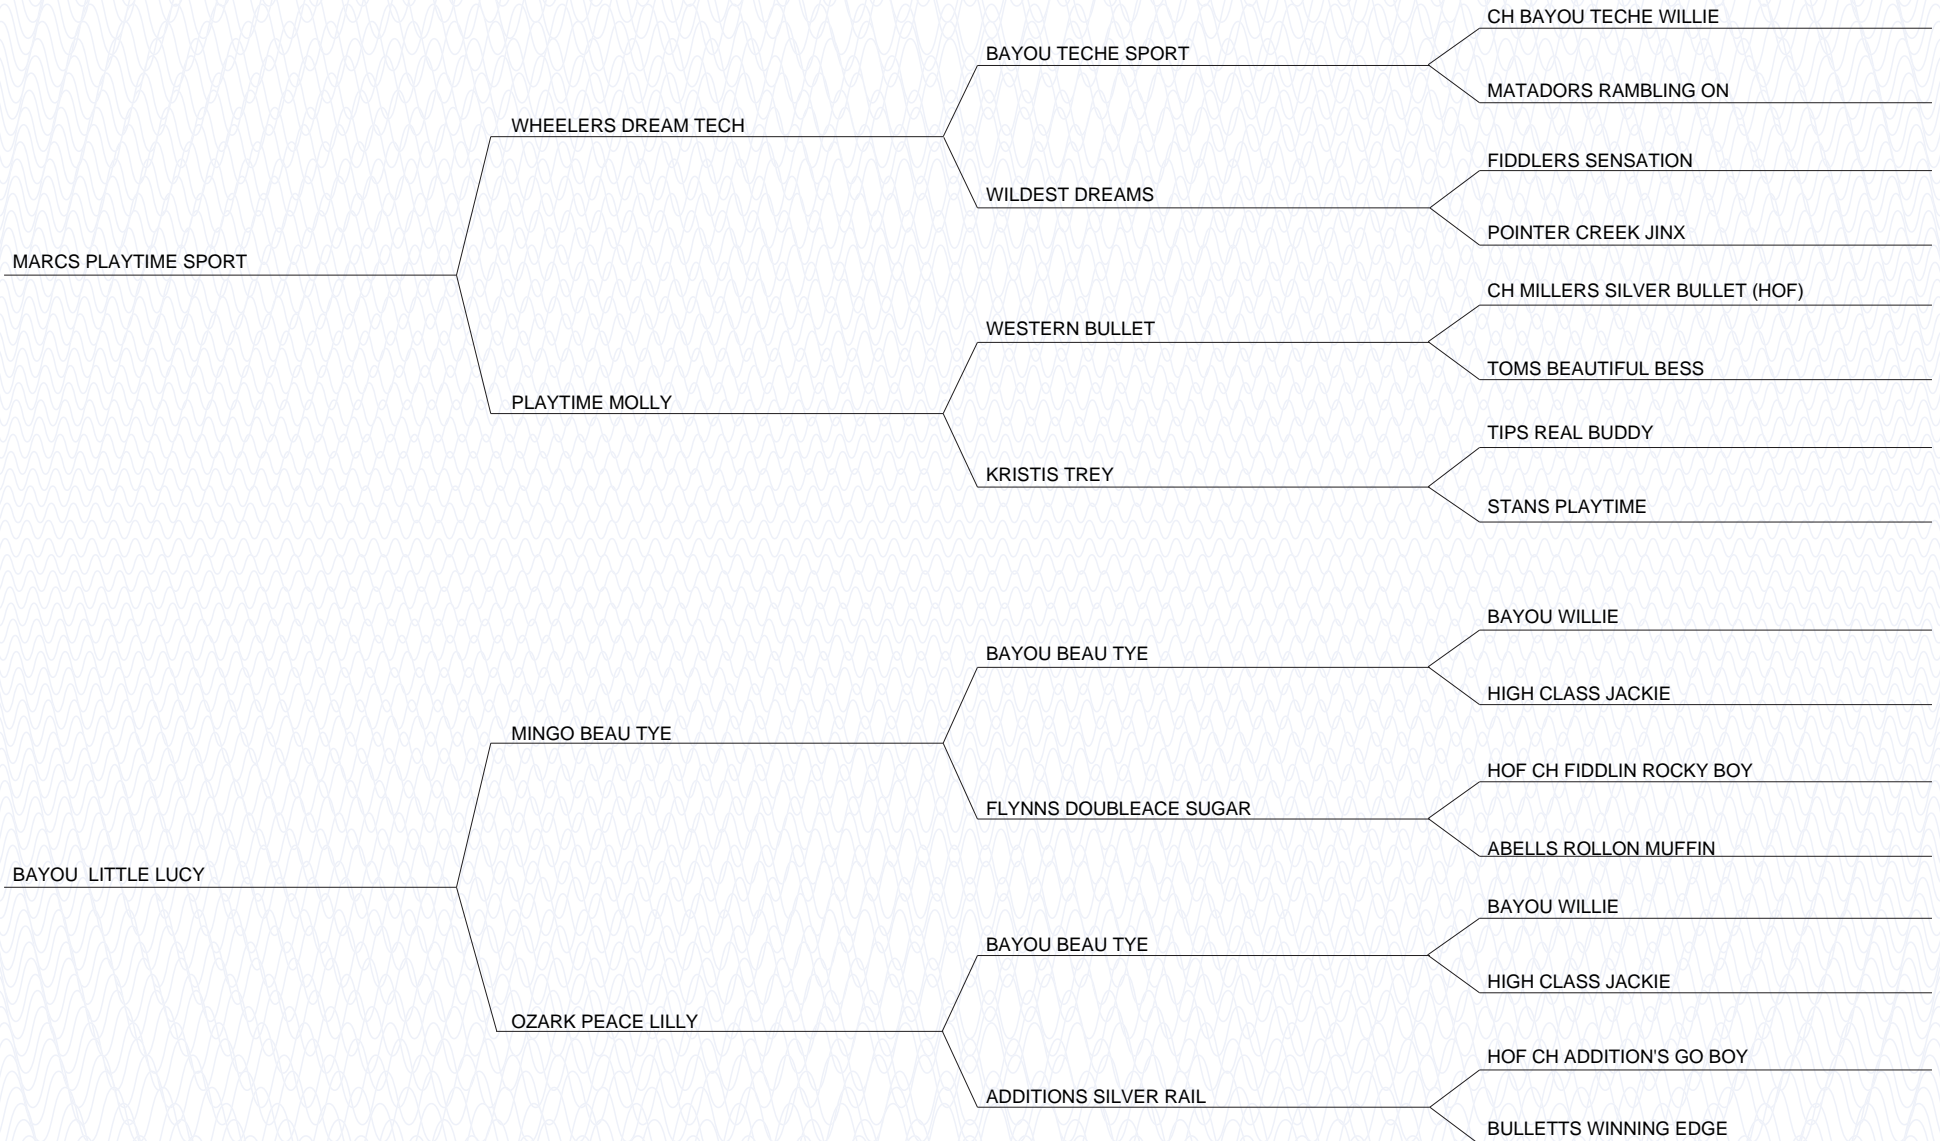 CH BAYOU TECHE WILLIE
BAYOU TECHE SPORT
MATADORS RAMBLING ON
WHEELERS DREAM TECH
FIDDLERS SENSATION
WILDEST DREAMS
POINTER CREEK JINX
MARCS PLAYTIME SPORT
CH MILLERS SILVER BULLET (HOF)
WESTERN BULLET
TOMS BEAUTIFUL BESS
PLAYTIME MOLLY
TIPS REAL BUDDY
KRISTIS TREY
STANS PLAYTIME
BAYOU WILLIE
BAYOU BEAU TYE
HIGH CLASS JACKIE
MINGO BEAU TYE
HOF CH FIDDLIN ROCKY BOY
FLYNNS DOUBLEACE SUGAR
ABELLS ROLLON MUFFIN
BAYOU  LITTLE LUCY
BAYOU WILLIE
BAYOU BEAU TYE
HIGH CLASS JACKIE
OZARK PEACE LILLY
HOF CH ADDITION'S GO BOY
ADDITIONS SILVER RAIL
BULLETTS WINNING EDGE